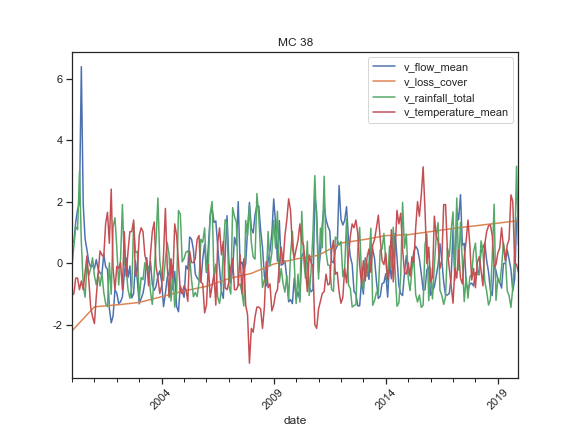 MC 38
v_flow_mean
v_loss_cover
v_rainfall_total
v_temperature_mean
6
4
2
0
-2
2004
2009
2014
2019
date